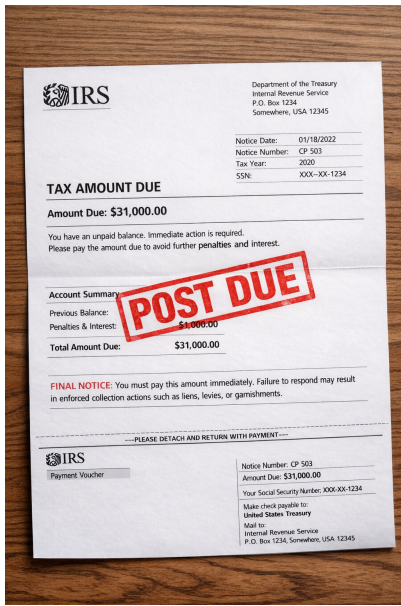 IRS
Department of the Treasury
Internal Revenue Service
P.O. Box 1234
Somewhere, USA 12345
Notice Date: 01/18/2022
Notice Number: CP 503
Tax Year: 2020
SSN: XXX--XX-1234
TAX AMOUNT DUE
Amount Due: $31,000.00
You have an unpaid balance. Immediate action is required.
Please pay the amount due to avoid further penalties and interest.
Account Summary
POST DUE
Previous Balance:
Penalties & Interest: $1,000.00
Total Amount Due: $31,000.00
FINAL NOTICE: You must pay this amount immediately. Failure to respond may result
in enforced collection actions such as liens, levies, or garnishments.
----PLEASE DETACH AND RETURN WITH PAYMENT----
IRS
Payment Voucher
Notice Number: CP 503
Amount Due: $31,000.00
Your Social Security Number: XXX-XX-1234
Make check payable to:
United States Treasury
Mail to:
Internal Revenue Service
P.O. Box 1234, Somewhere, USA 12345